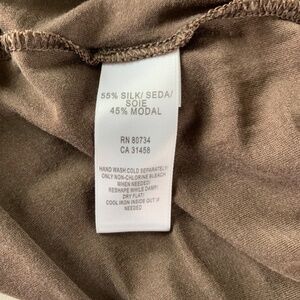 55% SILK/ SEDA/
SOIE
45% MODAL
RN 80734
CA 31458
HAND WASH COLD SEPARATELY
ONLY NON-CHLORINE BLEACH
WHEN NEEDED/
RESHAPE WHILE DAMP/
DRY FLAT/
COOL IRON INSIDE OUT IF
NEEDED